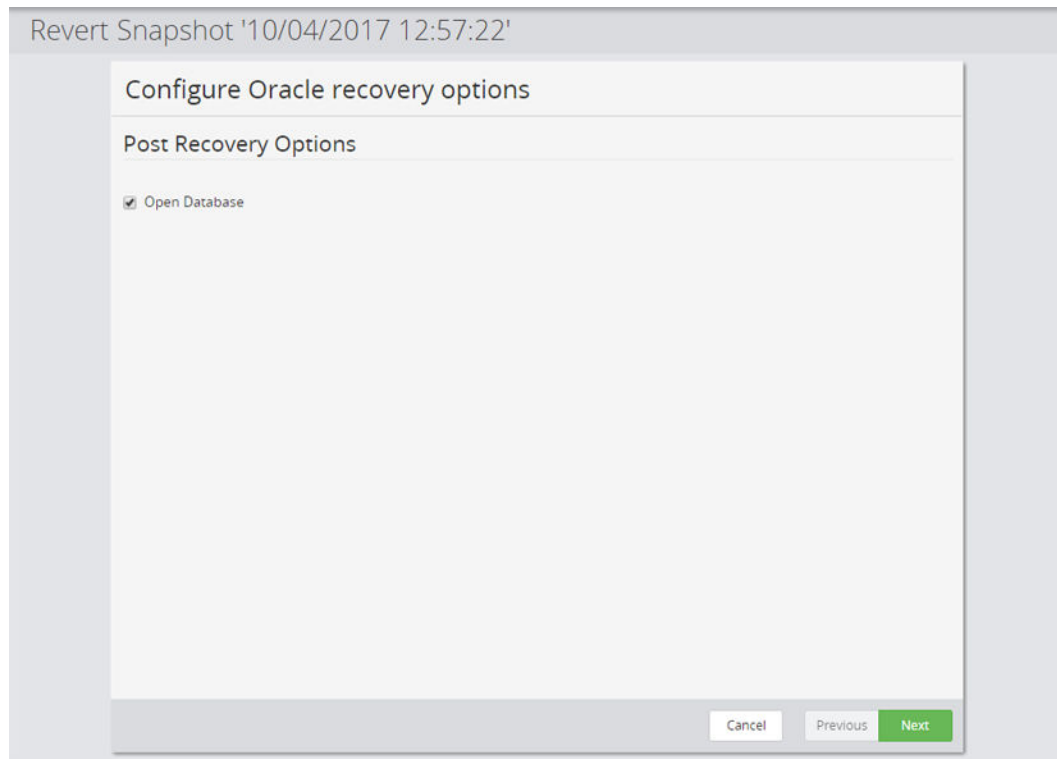 Revert Snapshot '10/04/2017 12:57:22'
Configure Oracle recovery options
Post Recovery Options
Open Database
Cancel Previous Next